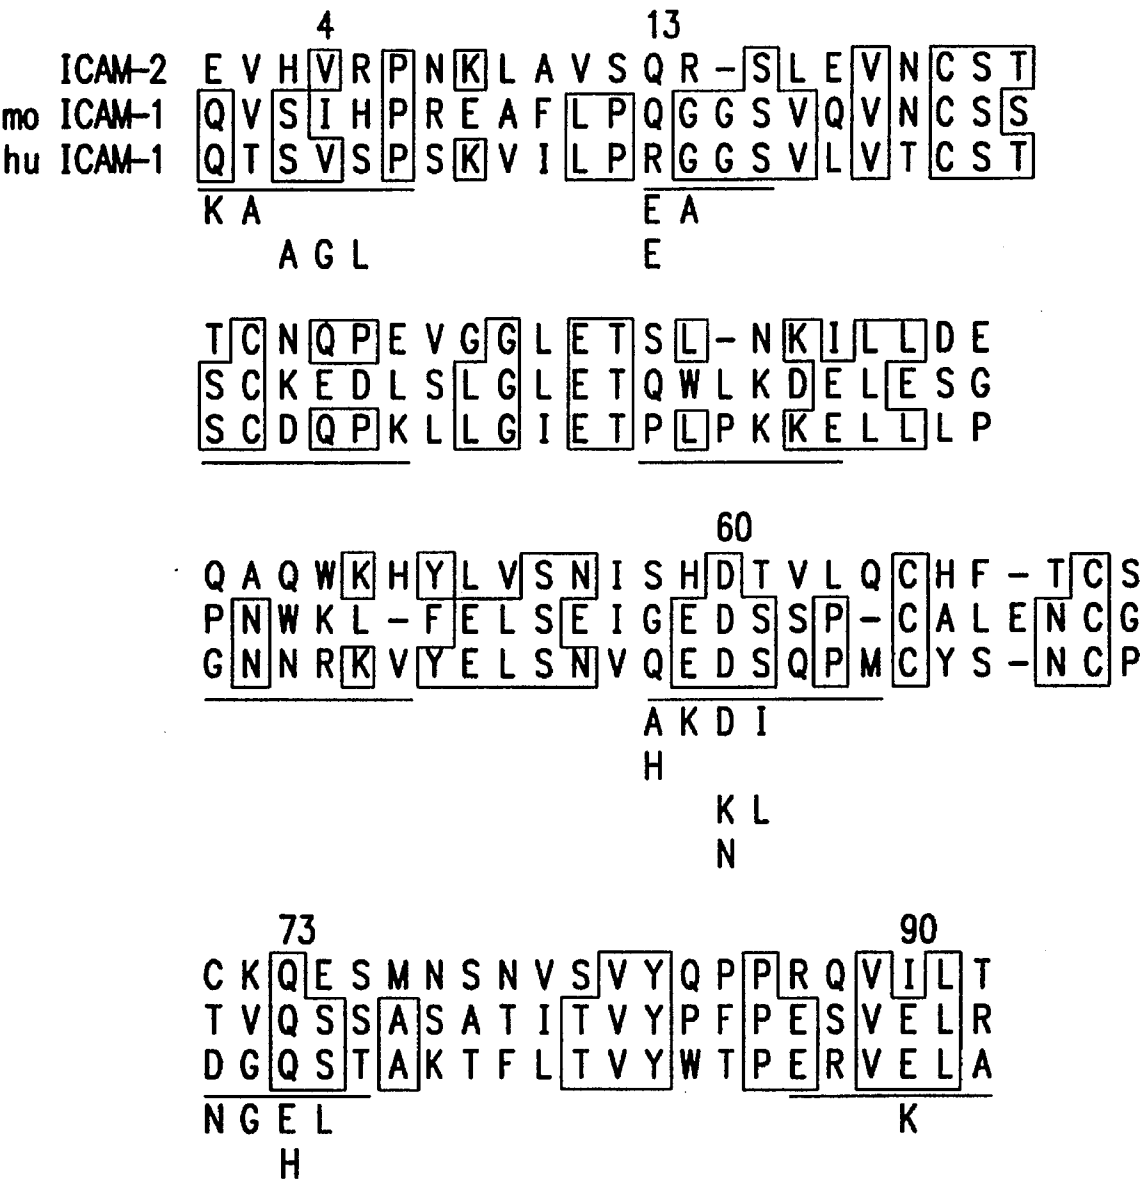 4 13
ICAM-2 E V H V R P N K L A V S Q R - S L E V N C S T
mo ICAM-1 Q V S I H P R E A F L P Q G G S V Q V N C S S
hu ICAM-1 Q T S V S P S K V I L P R G G S V L V T C S T
K A E A
A G L E
T C N Q P E V G G L E T S L - N K I L L D E
S C K E D L S L G L E T Q W L K D E L E S G
S C D Q P K L L G I E T P L P K K E L L L P
60
Q A Q W K H Y L V S N I S H D T V L Q C H F - T C S
P N W K L - F E L S E I G E D S S P - C A L E N C G
G N N R K V Y E L S N V Q E D S Q P M C Y S - N C P
A K D I
H
K L
N
73 90
C K Q E S M N S N V S V Y Q P P R Q V I L T
T V Q S S A S A T I T V Y P F P E S V E L R
D G Q S T A K T F L T V Y W T P E R V E L A
N G E L K
H